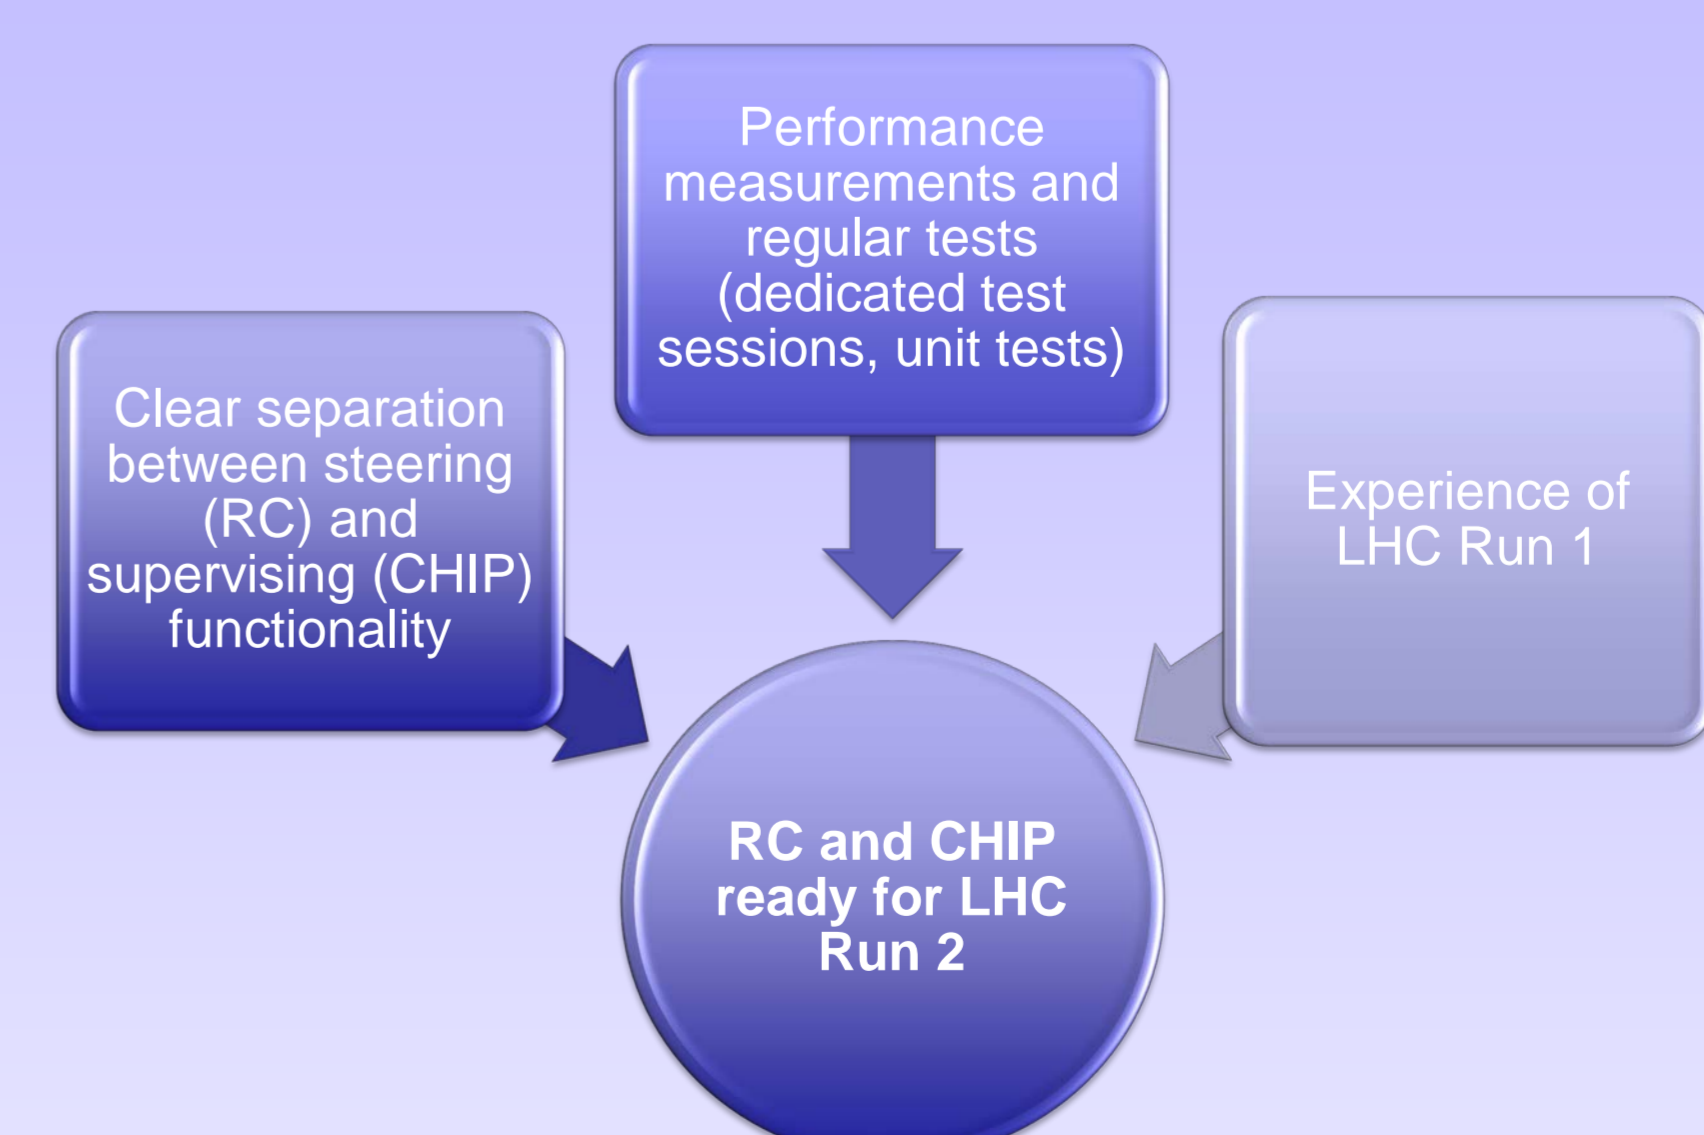 Performance
measurements and
regular tests
(dedicated test
sessions, unit tests)
Clear separation
between steering
(RC) and
supervising (CHIP)
functionality
Experience of
LHC Run 1
RC and CHIP
ready for LHC
Run 2